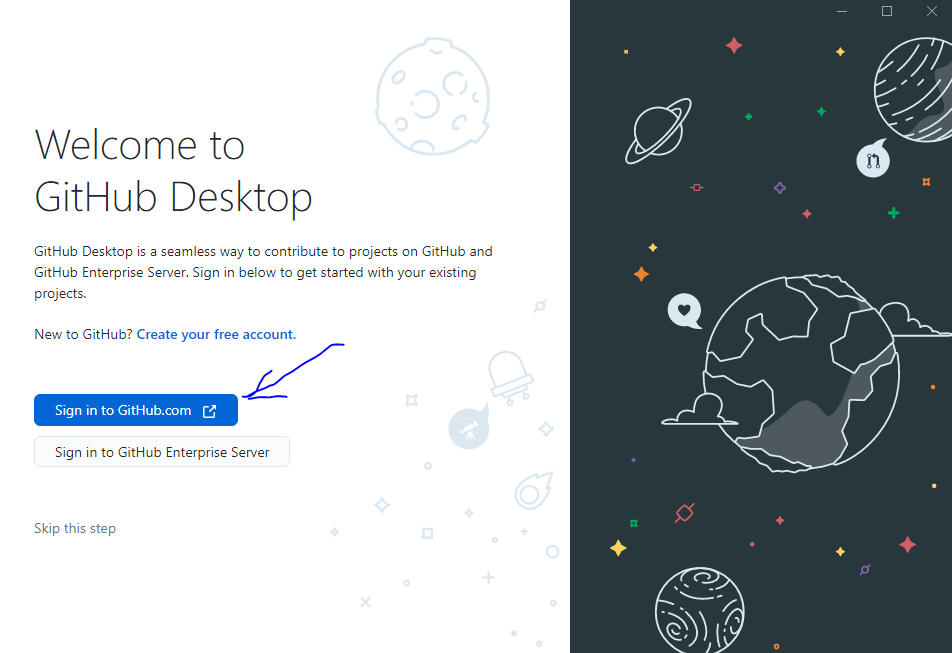 Welcome to
GitHub Desktop
GitHub Desktop is a seamless way to contribute to projects on GitHub and
GitHub Enterprise Server. Sign in below to get started with your existing
projects.
New to GitHub? Create your free account.
Sign in to GitHub.com
Sign in to GitHub Enterprise Server
Skip this step